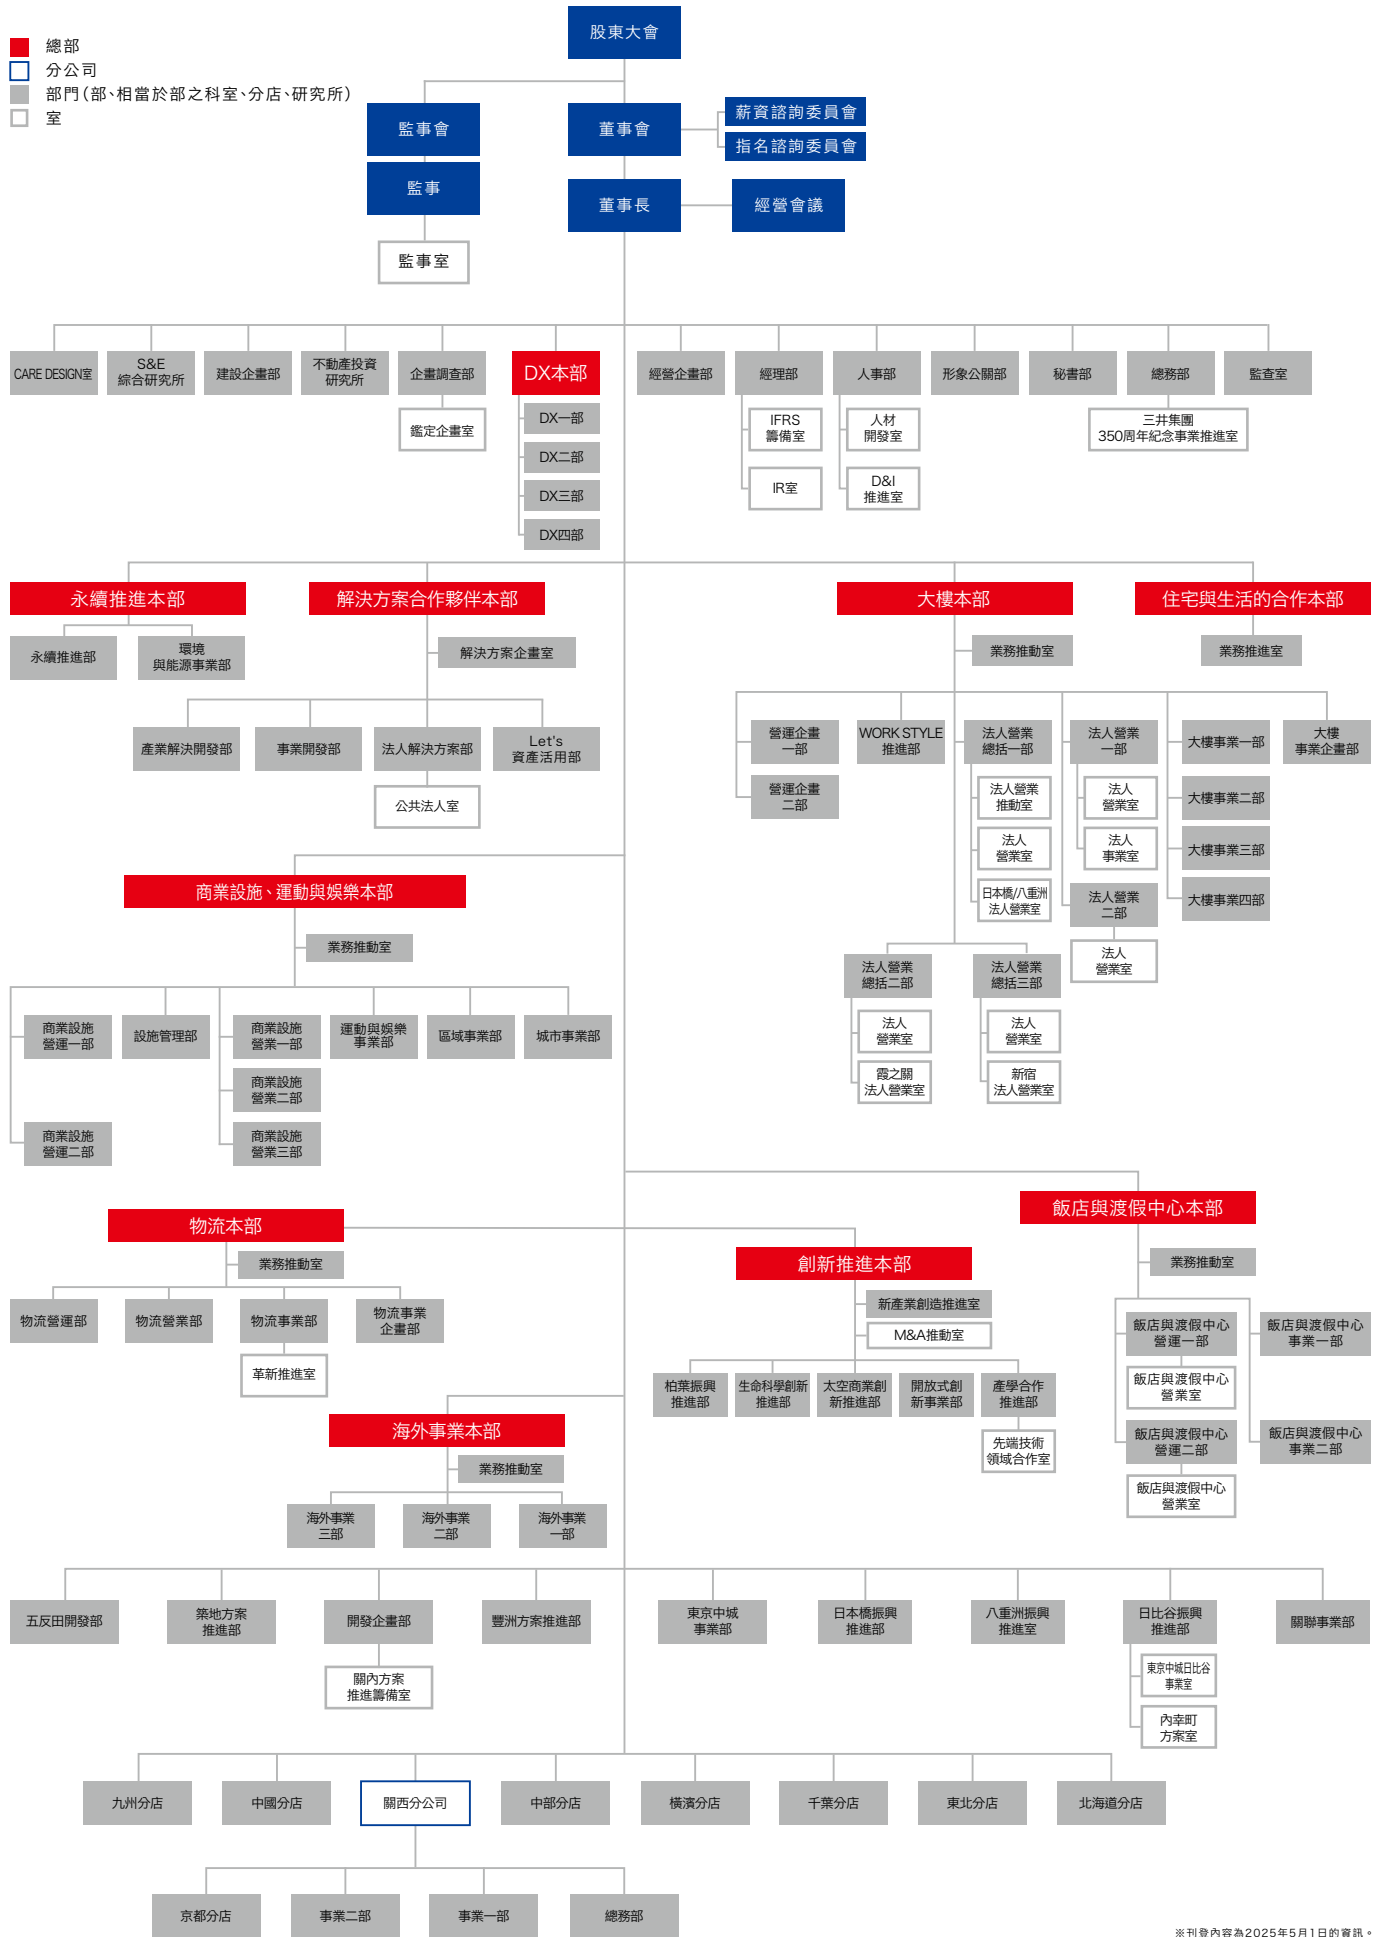 股東大會
總部
分公司
部門（部、相當於部之科室、分店、研究所）
室
監事會
董事會
薪資諮詢委員會
指名諮詢委員會
監事
董事長
經營會議
監事室
CARE DESIGN室
S&E
綜合研究所
建設企畫部
不動產投資
研究所
企畫調查部
DX本部
經營企畫部
經理部
人事部
形象公關部
秘書部
總務部
監查室
鑑定企畫室
DX一部
DX二部
DX三部
DX四部
IFRS
籌備室
IR室
人材
開發室
D&I
推進室
三井集團
350周年紀念事業推進室
永續推進本部
解決方案合作夥伴本部
大樓本部
住宅與生活的合作本部
永續推進部
環境
與能源事業部
解決方案企畫室
業務推動室
業務推進室
產業解決開發部
事業開發部
法人解決方案部
Let's
資產活用部
公共法人室
營運企畫
一部
營運企畫
二部
WORK STYLE
推進部
法人營業
總括一部
法人營業
推動室
法人
營業室
日本橋/八重洲
法人營業室
法人營業
一部
法人
營業室
法人
事業室
法人營業
二部
法人
營業室
大樓事業一部
大樓事業二部
大樓事業三部
大樓事業四部
大樓
事業企畫部
法人營業
總括二部
法人
營業室
霞之關
法人營業室
法人營業
總括三部
法人
營業室
新宿
法人營業室
商業設施、運動與娛樂本部
業務推動室
商業設施
營運一部
商業設施
營運二部
設施管理部
商業設施
營業一部
商業設施
營業二部
商業設施
營業三部
運動與娛樂
事業部
區域事業部
城市事業部
物流本部
業務推動室
物流營運部
物流營業部
物流事業部
物流事業
企畫部
革新推進室
創新推進本部
新產業創造推進室
M&A推動室
柏葉振興
推進部
生命科學創新
推進部
太空商業創
新推進部
開放式創
新事業部
產學合作
推進部
先端技術
領域合作室
飯店與渡假中心本部
業務推動室
飯店與渡假中心
營運一部
飯店與渡假中心
營業室
飯店與渡假中心
營運二部
飯店與渡假中心
營業室
飯店與渡假中心
事業一部
飯店與渡假中心
事業二部
海外事業本部
業務推動室
海外事業
三部
海外事業
二部
海外事業
一部
五反田開發部
築地方案
推進部
開發企畫部
豐洲方案推進部
東京中城
事業部
日本橋振興
推進部
八重洲振興
推進室
日比谷振興
推進部
關聯事業部
關內方案
推進籌備室
東京中城日比谷
事業室
內幸町
方案室
九州分店
中國分店
關西分公司
中部分店
橫濱分店
千葉分店
東北分店
北海道分店
京都分店
事業二部
事業一部
總務部
※刊登內容為2025年5月1日的資訊。